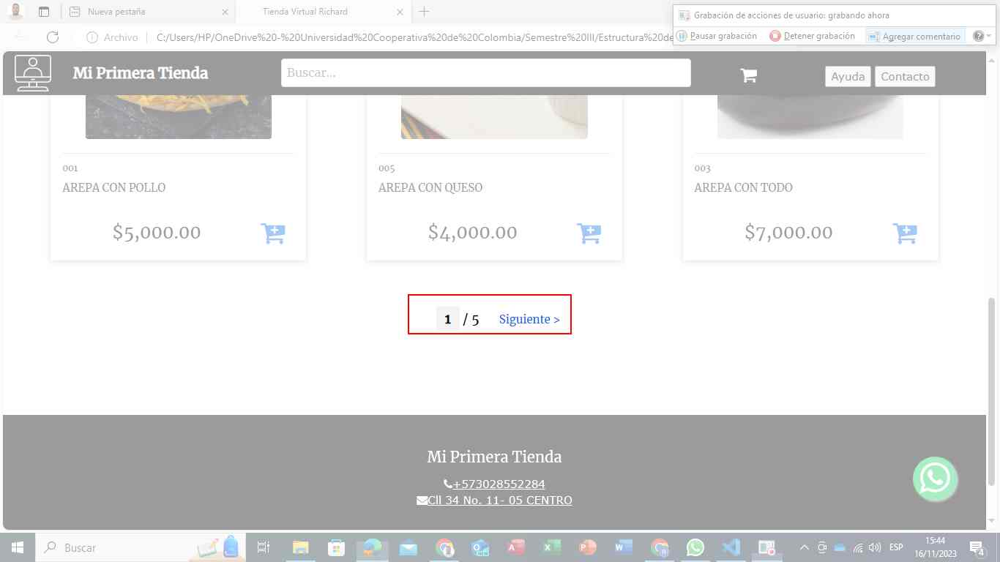 Nueva pestaña
Tienda Virtual Richard
Grabación de acciones de usuario: grabando ahora
Archivo
C:/Users/HP/OneDrive%20-%20Universidad%20Cooperativa%20de%20Colombia/Semestre%20III/Estructura%20de
Pausar grabación
Detener grabación
Agregar comentario
Mi Primera Tienda
Buscar...
Ayuda
Contacto
001
005
003
AREPA CON POLLO
AREPA CON QUESO
AREPA CON TODO
$5,000.00
$4,000.00
$7,000.00
1 / 5 Siguiente >
Mi Primera Tienda
+573028552284
Cll 34 No. 11- 05 CENTRO
Buscar
ESP
15:44
16/11/2023
4